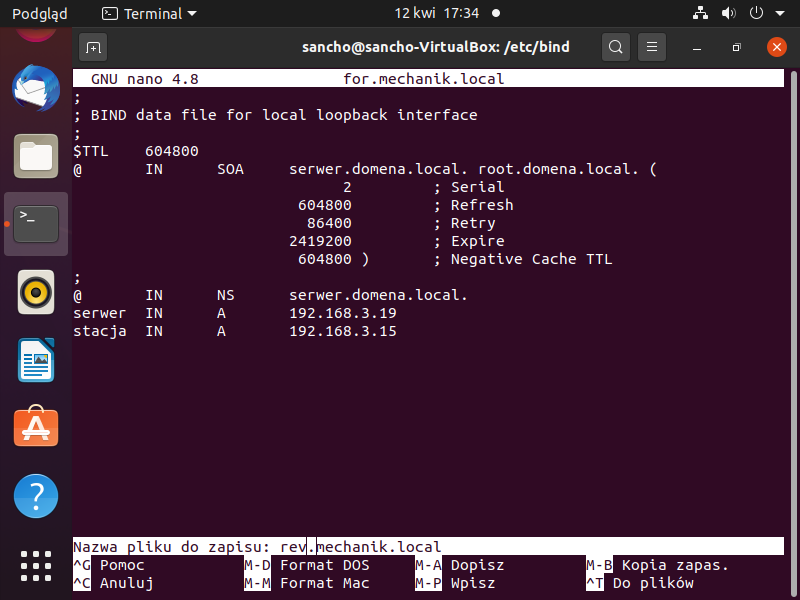 Podgląd Terminal 12 kwi 17:34
sancho@sancho-VirtualBox: /etc/bind
GNU nano 4.8 for.mechanik.local
;
; BIND data file for local loopback interface
;
$TTL 604800
@ IN SOA serwer.domena.local. root.domena.local. (
2 ; Serial
604800 ; Refresh
86400 ; Retry
2419200 ; Expire
604800 ) ; Negative Cache TTL
;
@ IN NS serwer.domena.local.
serwer IN A 192.168.3.19
stacja IN A 192.168.3.15
Nazwa pliku do zapisu: rev.mechanik.local
^G Pomoc M-D Format DOS M-A Dopisz M-B Kopia zapas.
^C Anuluj M-M Format Mac M-P Wpisz ^T Do plików